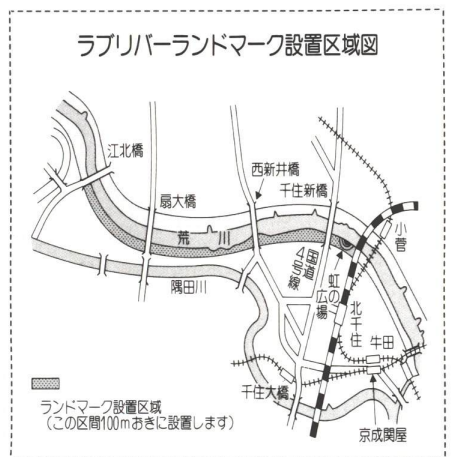 ラブリバーランドマーク設置区域図
江北橋
扇大橋
西新井橋
千住新橋
荒川
隅田川
国道4号線
虹の広場
小菅
北千住
牛田
千住大橋
京成関屋
ランドマーク設置区域
(この区間100mおきに設置します)